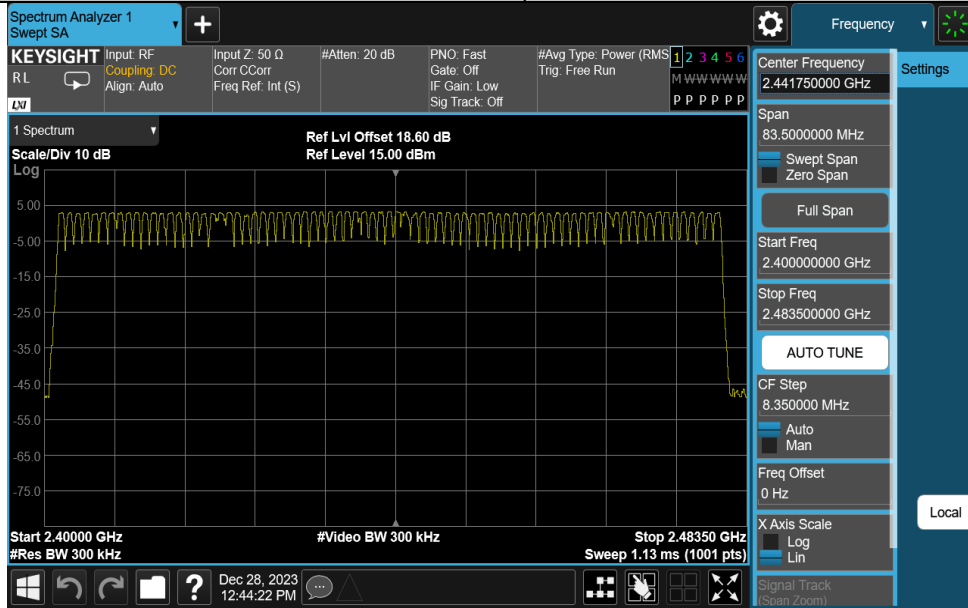 Spectrum Analyzer 1
Swept SA
Frequency
KEYSIGHT
RL
LXI
Input: RF
Coupling: DC
Align: Auto
Input Z: 50 Ω
Corr CCorr
Freq Ref: Int (S)
#Atten: 20 dB
PNO: Fast
Gate: Off
IF Gain: Low
Sig Track: Off
#Avg Type: Power (RMS
Trig: Free Run
1 2 3 4 5 6
M W W W W W
P P P P P P
1 Spectrum
Scale/Div 10 dB
Ref Lvl Offset 18.60 dB
Ref Level 15.00 dBm
Log
5.00
-5.00
-15.0
-25.0
-35.0
-45.0
-55.0
-65.0
-75.0
Start 2.40000 GHz
#Res BW 300 kHz
#Video BW 300 kHz
Stop 2.48350 GHz
Sweep 1.13 ms (1001 pts)
Dec 28, 2023
12:44:22 PM
Center Frequency
2.441750000 GHz
Span
83.5000000 MHz
Swept Span
Zero Span
Full Span
Start Freq
2.400000000 GHz
Stop Freq
2.483500000 GHz
AUTO TUNE
CF Step
8.350000 MHz
Auto
Man
Freq Offset
0 Hz
X Axis Scale
Log
Lin
Signal Track
(Span Zoom)
Settings
Local